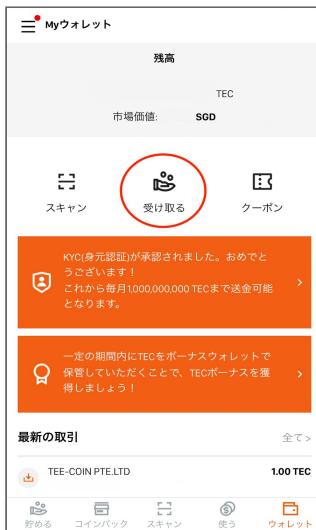 Myウォレット
残高
TEC
市場価値: SGD
スキャン 受け取る クーポン
KYC(身元認証)が承認されました。おめでと
うございます！
これから毎月1,000,000,000 TECまで送金可能
となります。
一定の期間内にTECをボーナスウォレットで
保管していただくことで、TECボーナスを獲
得しましょう！
最新の取引 全て>
TEE-COIN PTE.LTD 1.00 TEC
貯める コインパック スキャン 使う ウォレット